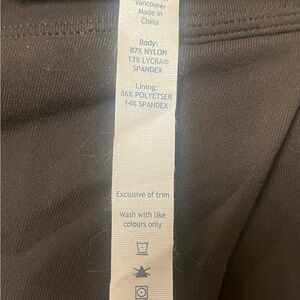 Vancouver
Made in
China
Body:
87% NYLON
13% LYCRA®
SPANDEX
Lining:
86% POLYETSER
14% SPANDEX
Exclusive of trim
Wash with like
colours only